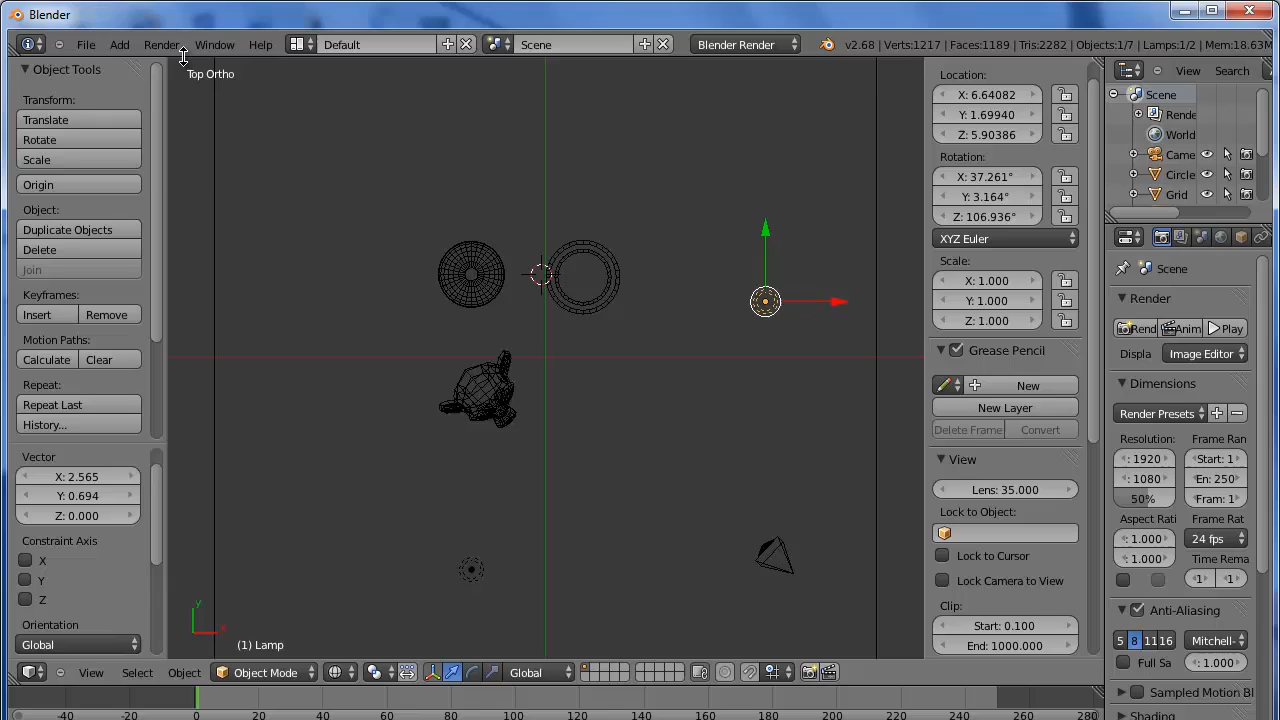 Blender
File Add Render Window Help Default Scene Blender Render v2.68 | Verts:1217 | Faces:1189 | Tris:2282 | Objects:1/7 | Lamps:1/2 | Mem:18.63M
Object Tools
Transform:
Translate
Rotate
Scale
Origin
Object:
Duplicate Objects
Delete
Join
Keyframes:
Insert Remove
Motion Paths:
Calculate Clear
Repeat:
Repeat Last
History...
Vector
X: 2.565
Y: 0.694
Z: 0.000
Constraint Axis
X
Y
Z
Orientation
Global
Top Ortho
y
x
(1) Lamp
Location:
X: 6.64082
Y: 1.69940
Z: 5.90386
Rotation:
X: 37.261°
Y: 3.164°
Z: 106.936°
XYZ Euler
Scale:
X: 1.000
Y: 1.000
Z: 1.000
Grease Pencil
New
New Layer
Delete Frame Convert
View
Lens: 35.000
Lock to Object:
Lock to Cursor
Lock Camera to View
Clip:
Start: 0.100
End: 1000.000
View Search
Scene
Rende
World
Came
Circle
Grid
Scene
Render
Rend Anim Play
Displa Image Editor
Dimensions
Render Presets
Resolution: Frame Ran
: 1920 Start: 1
: 1080 En: 250
50% Fram: 1
Aspect Rati Frame Rat
: 1.000 24 fps
: 1.000 Time Rema
1 1
Anti-Aliasing
5 8 11 16 Mitchell-
Full Sa : 1.000
Sampled Motion Bl
Shading
View Select Object Object Mode Global
-40 -20 0 20 40 60 80 100 120 140 160 180 200 220 240 260 280